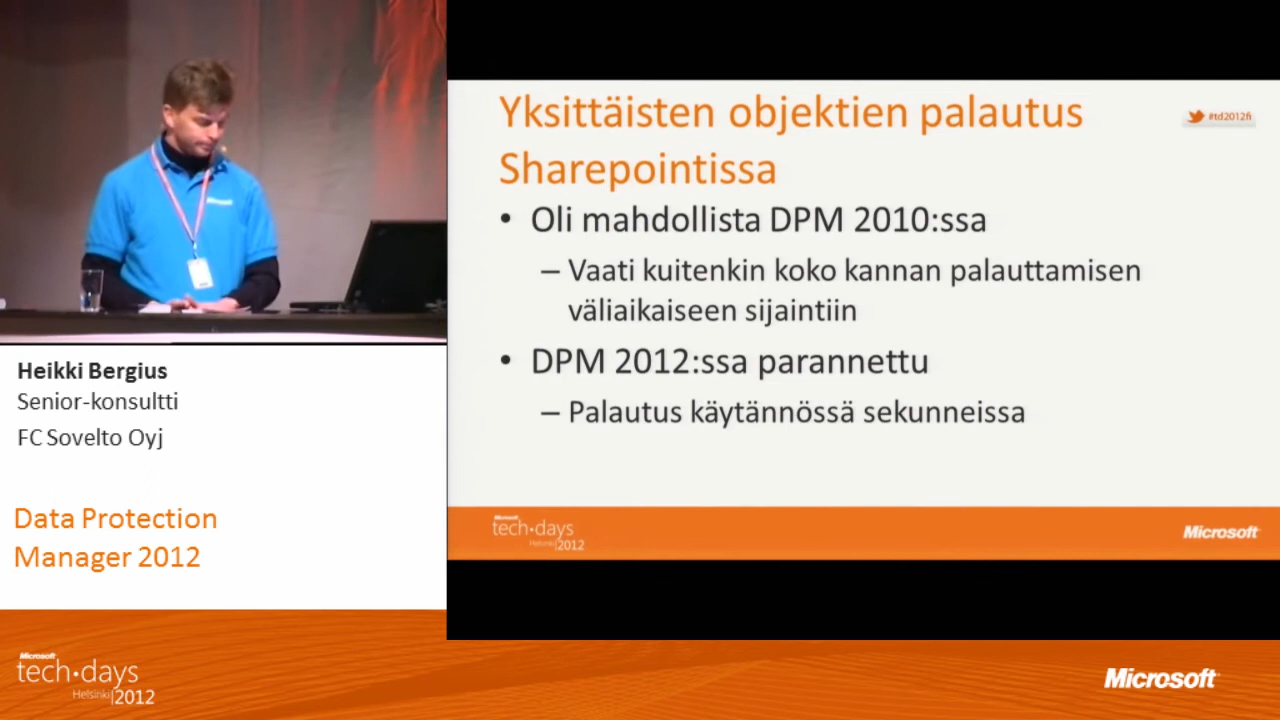 Yksittäisten objektien palautus
Sharepointissa
#td2012fi
• Oli mahdollista DPM 2010:ssa
– Vaati kuitenkin koko kannan palauttamisen
väliaikaiseen sijaintiin
• DPM 2012:ssa parannettu
– Palautus käytännössä sekunneissa
Microsoft
tech·days
Helsinki|2012
Microsoft
Microsoft
Heikki Bergius
Senior-konsultti
FC Sovelto Oyj
Data Protection
Manager 2012
Microsoft
tech·days
Helsinki|2012
Microsoft